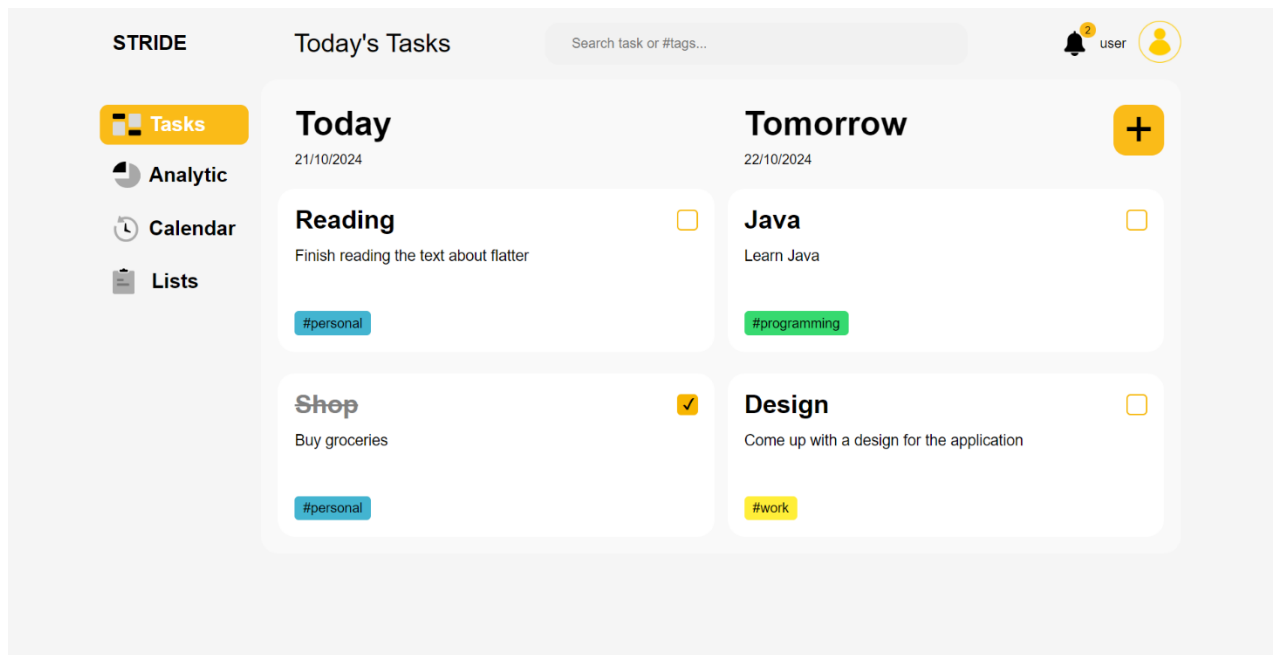 STRIDE
Today's Tasks
Search task or #tags...
2
user
Tasks
Analytic
Calendar
Lists
Today
21/10/2024
Tomorrow
22/10/2024
+
Reading
Finish reading the text about flatter
#personal
Java
Learn Java
#programming
Shop
Buy groceries
#personal
Design
Come up with a design for the application
#work